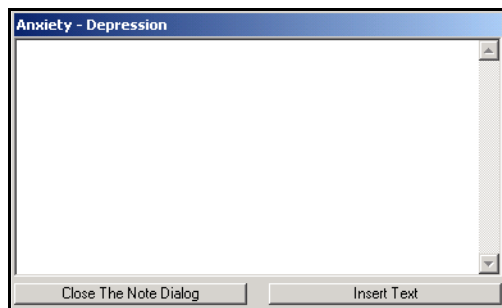 Anxiety - Depression
Close The Note Dialog
Insert Text